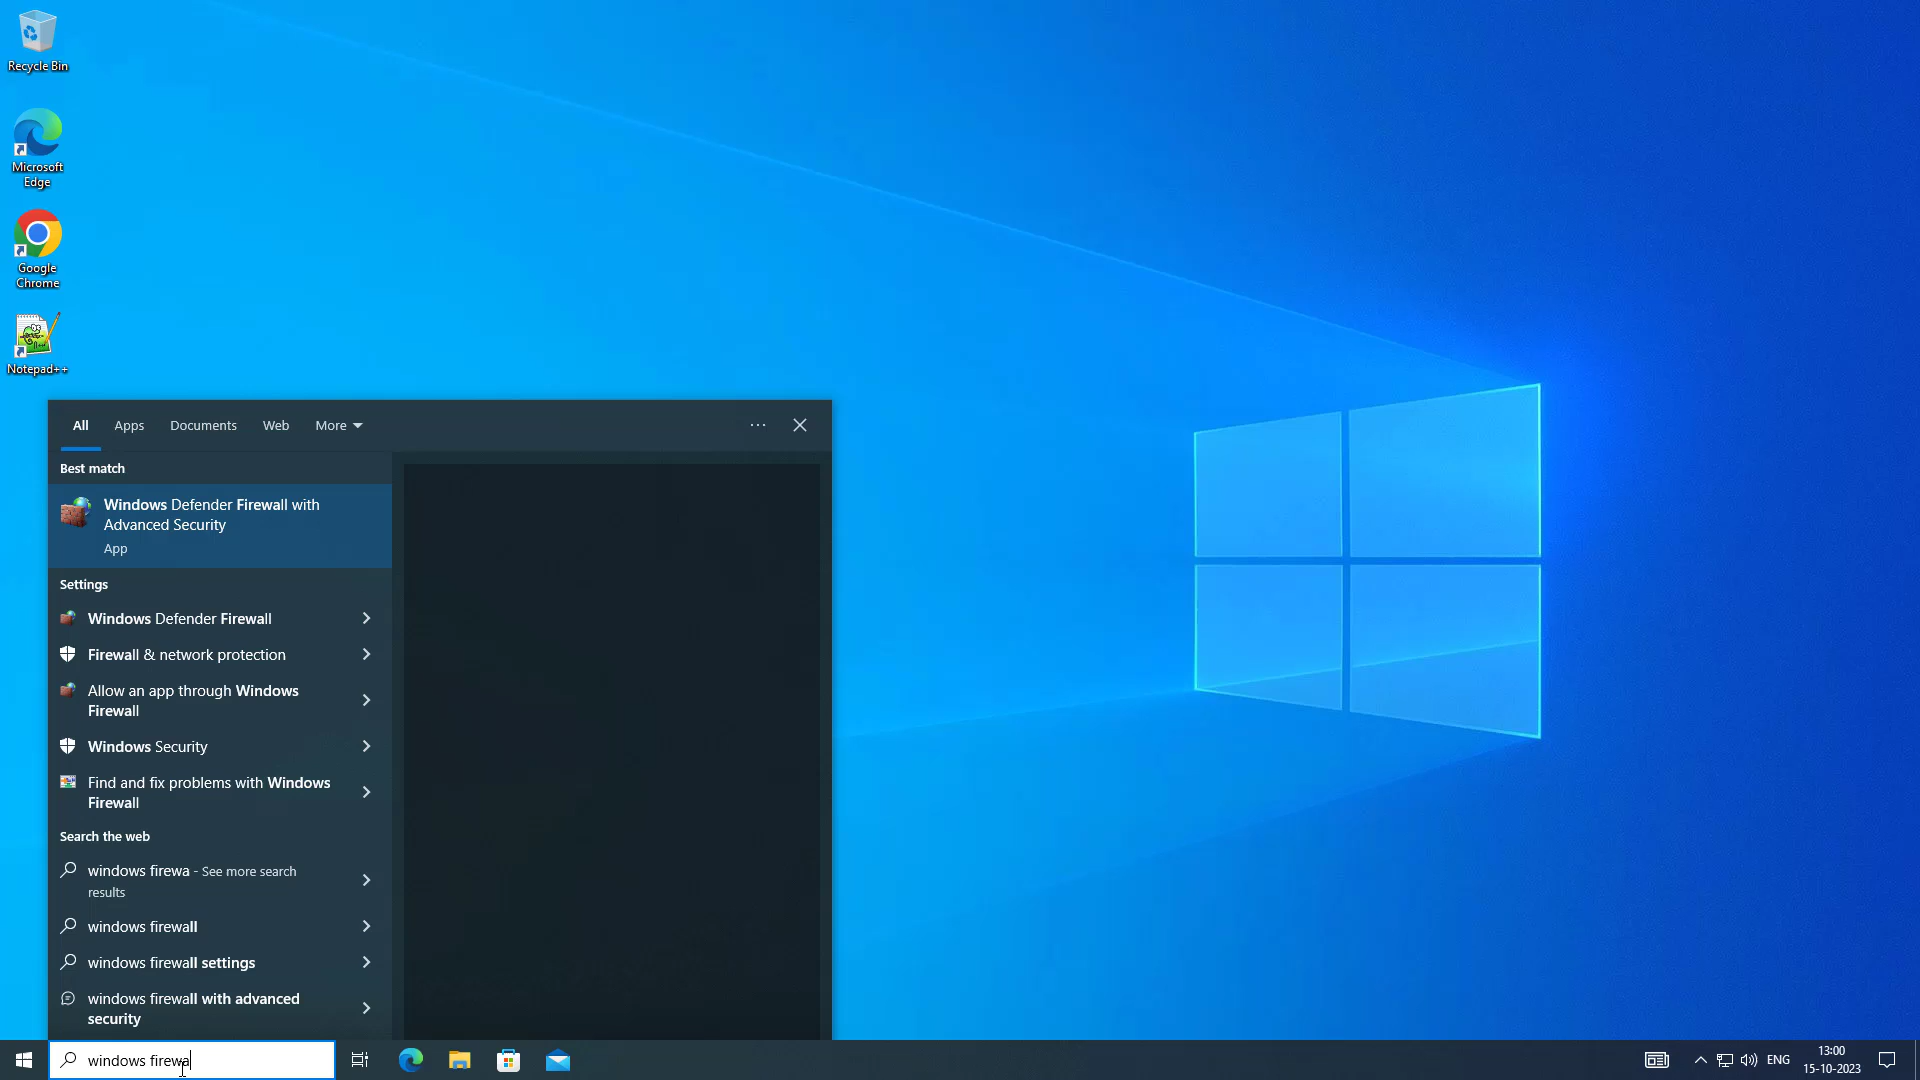 Recycle Bin
Microsoft
Edge
Google
Chrome
Notepad++
All Apps Documents Web More
Best match
Windows Defender Firewall with
Advanced Security
App
Settings
Windows Defender Firewall
Firewall & network protection
Allow an app through Windows
Firewall
Windows Security
Find and fix problems with Windows
Firewall
Search the web
windows firewa - See more search
results
windows firewall
windows firewall settings
windows firewall with advanced
security
windows firewa
ENG
13:00
15-10-2023